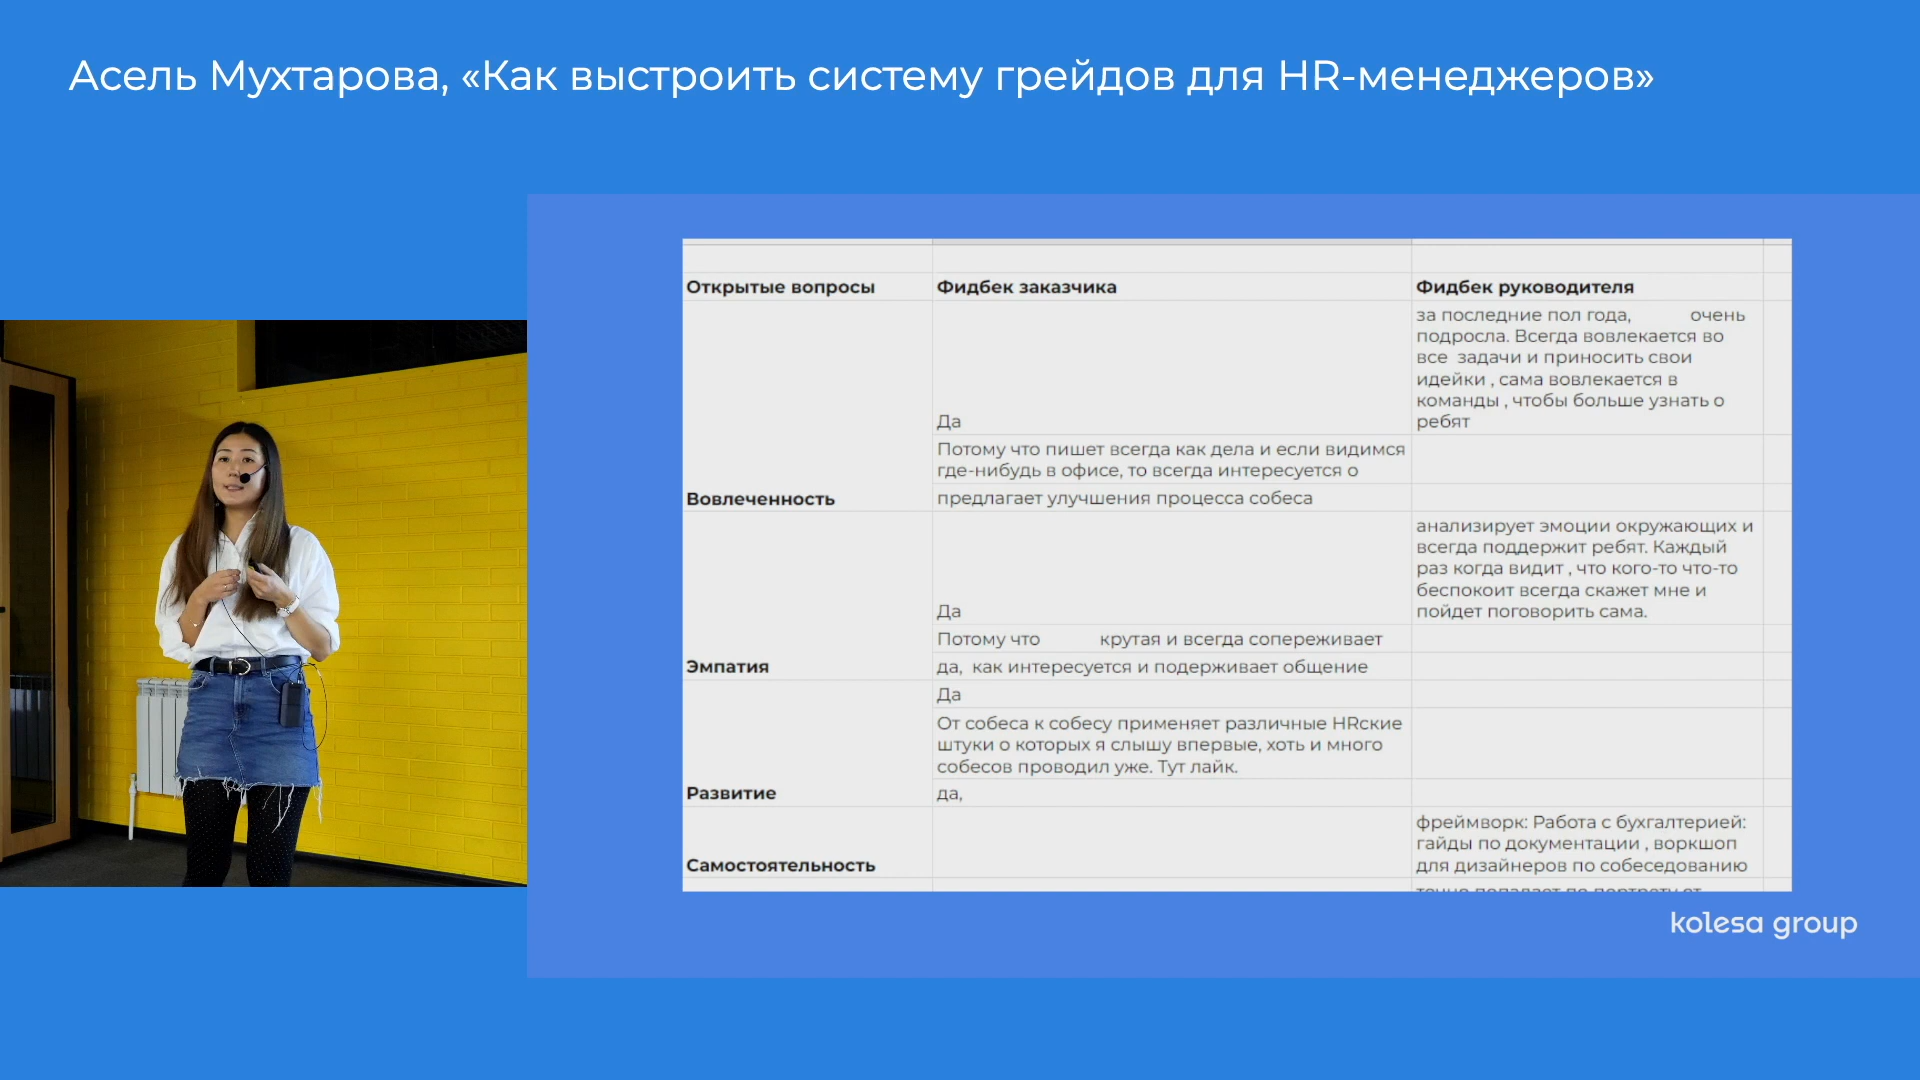 Асель Мухтарова, «Как выстроить систему грейдов для HR-менеджеров»
Открытые вопросы
Фидбек заказчика
Фидбек руководителя
за последние пол года, очень
подросла. Всегда вовлекается во
все задачи и приносить свои
идейки , сама вовлекается в
команды , чтобы больше узнать о
ребят
Да
Потому что пишет всегда как дела и если видимся
где-нибудь в офисе, то всегда интересуется о
Вовлеченность
предлагает улучшения процесса собеса
анализирует эмоции окружающих и
всегда поддержит ребят. Каждый
раз когда видит , что кого-то что-то
беспокоит всегда скажет мне и
пойдет поговорить сама.
Да
Потому что крутая и всегда сопереживает
Эмпатия
да, как интересуется и подерживает общение
Да
От собеса к собесу применяет различные HRские
штуки о которых я слышу впервые, хоть и много
собесов проводил уже. Тут лайк.
Развитие
да,
фреймворк: Работа с бухгалтерией:
гайды по документации , воркшоп
для дизайнеров по собеседованию
Самостоятельность
kolesa group